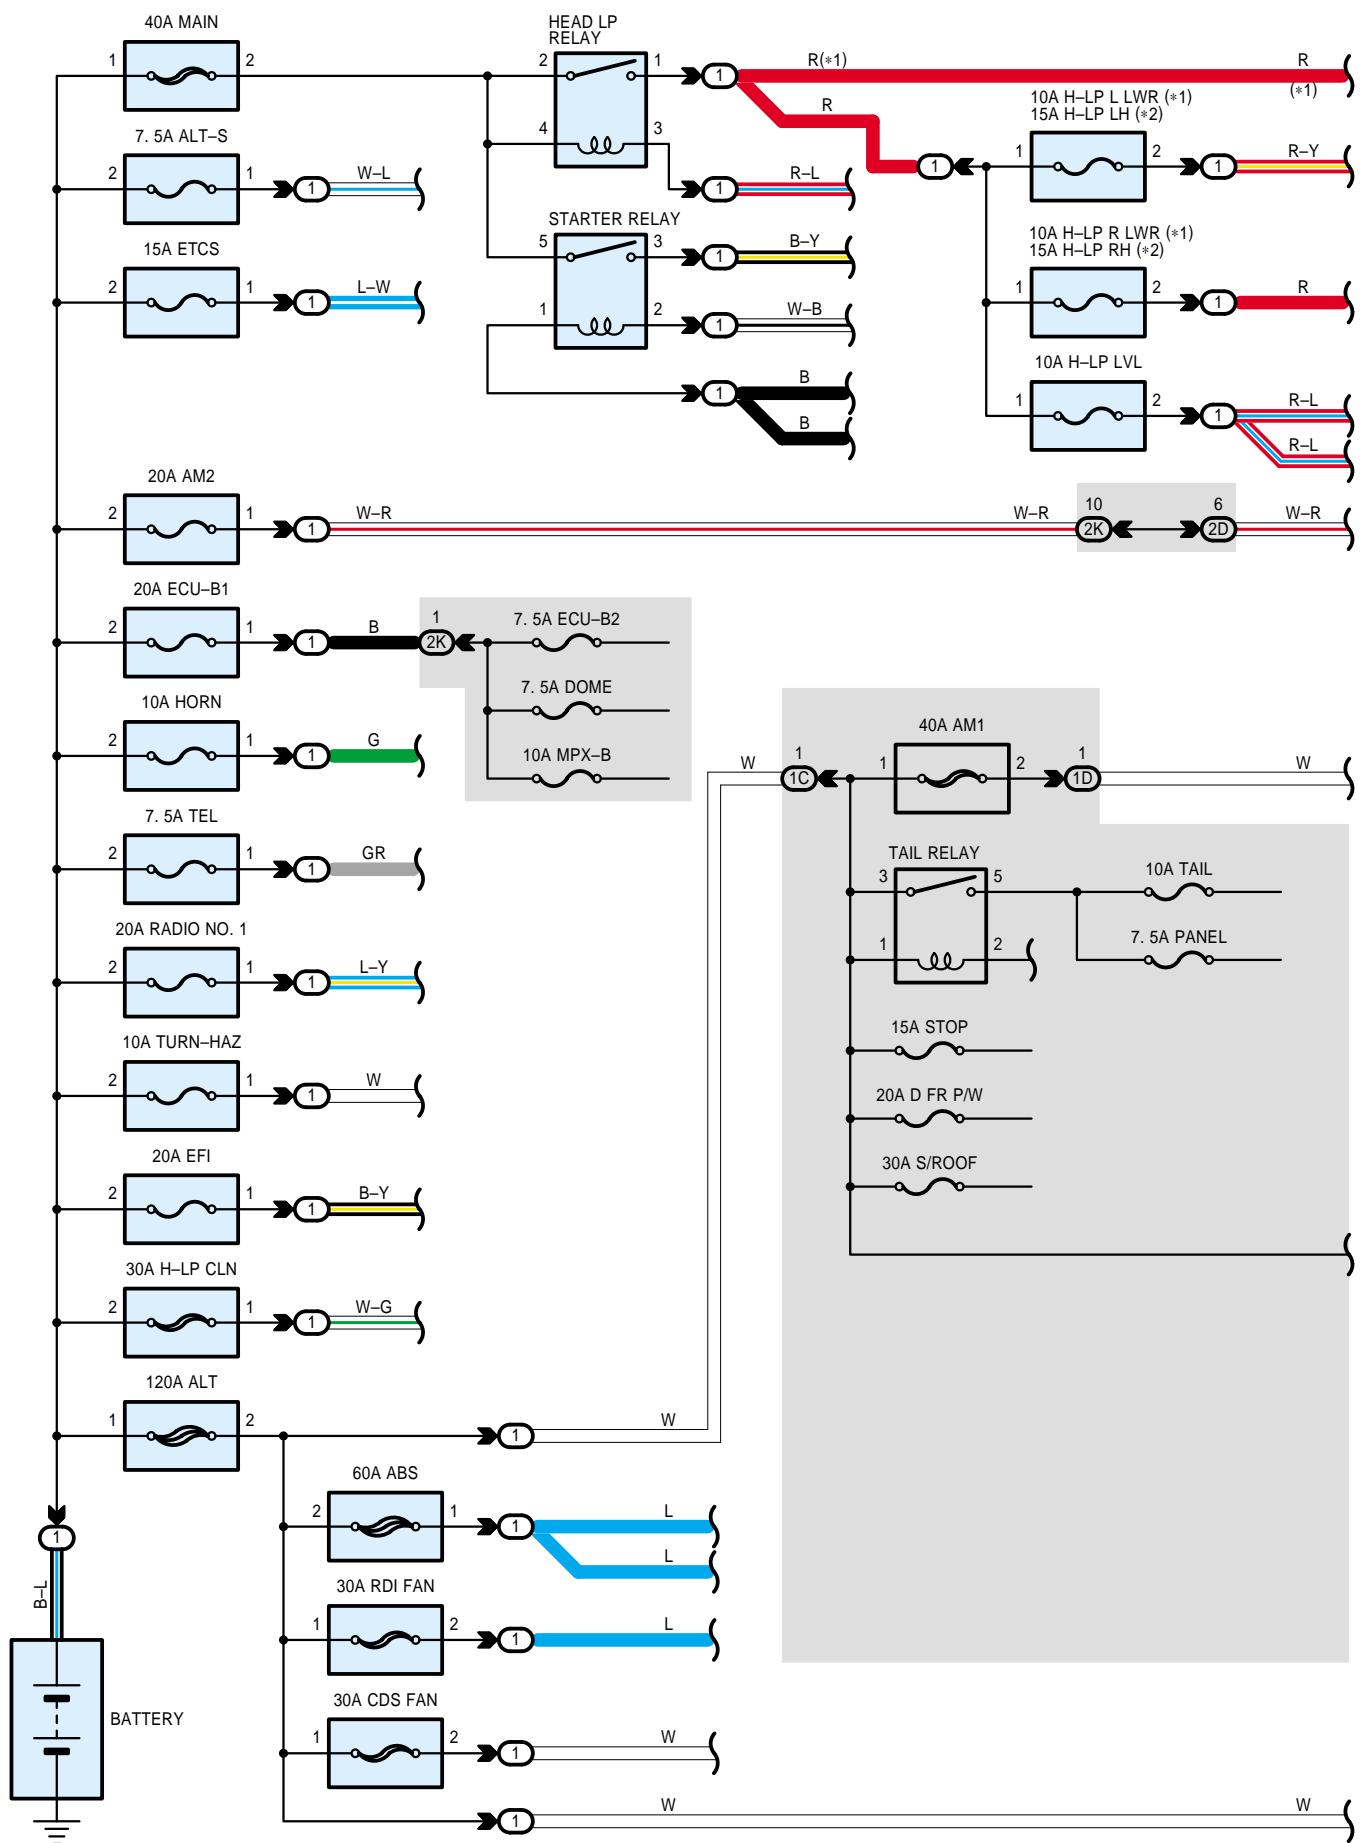 40A MAIN
1
2
HEAD LP
RELAY
2
1
4
3
1
R(∗1)
R
(∗1)
R
1
10A H–LP L LWR (∗1)
15A H–LP LH (∗2)
1
2
1
R–Y
7. 5A ALT–S
2
1
1
W–L
1
R–L
STARTER RELAY
5
3
1
B–Y
1
2
1
W–B
1
B
B
10A H–LP R LWR (∗1)
15A H–LP RH (∗2)
1
2
1
R
15A ETCS
2
1
1
L–W
10A H–LP LVL
1
2
1
R–L
R–L
20A AM2
2
1
1
W–R
W–R
10
2K
6
2D
W–R
20A ECU–B1
2
1
1
B
1
2K
7. 5A ECU–B2
7. 5A DOME
10A MPX–B
10A HORN
2
1
1
G
W
1
1C
40A AM1
1
2
1
1D
W
7. 5A TEL
2
1
1
GR
TAIL RELAY
3
5
1
2
10A TAIL
7. 5A PANEL
20A RADIO NO. 1
2
1
1
L–Y
15A STOP
10A TURN–HAZ
2
1
1
W
20A D FR P/W
30A S/ROOF
20A EFI
2
1
1
B–Y
30A H–LP CLN
2
1
1
W–G
120A ALT
1
2
1
W
60A ABS
2
1
1
L
L
1
B–L
30A RDI FAN
1
2
1
L
BATTERY
30A CDS FAN
1
2
1
W
1
W
W